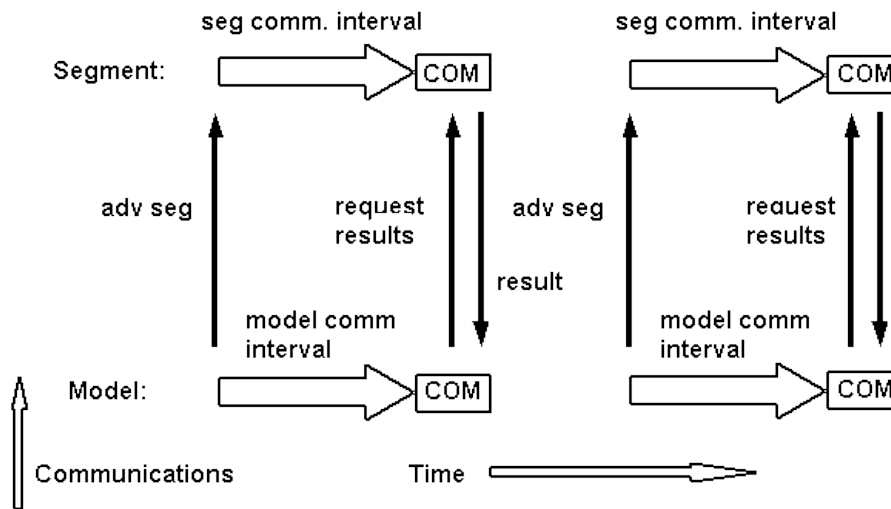 seg comm. interval
seg comm. interval
Segment:
COM
COM
adv seg
request
results
adv seg
request
results
result
model comm
interval
model comm
interval
Model:
COM
COM
Communications
Time